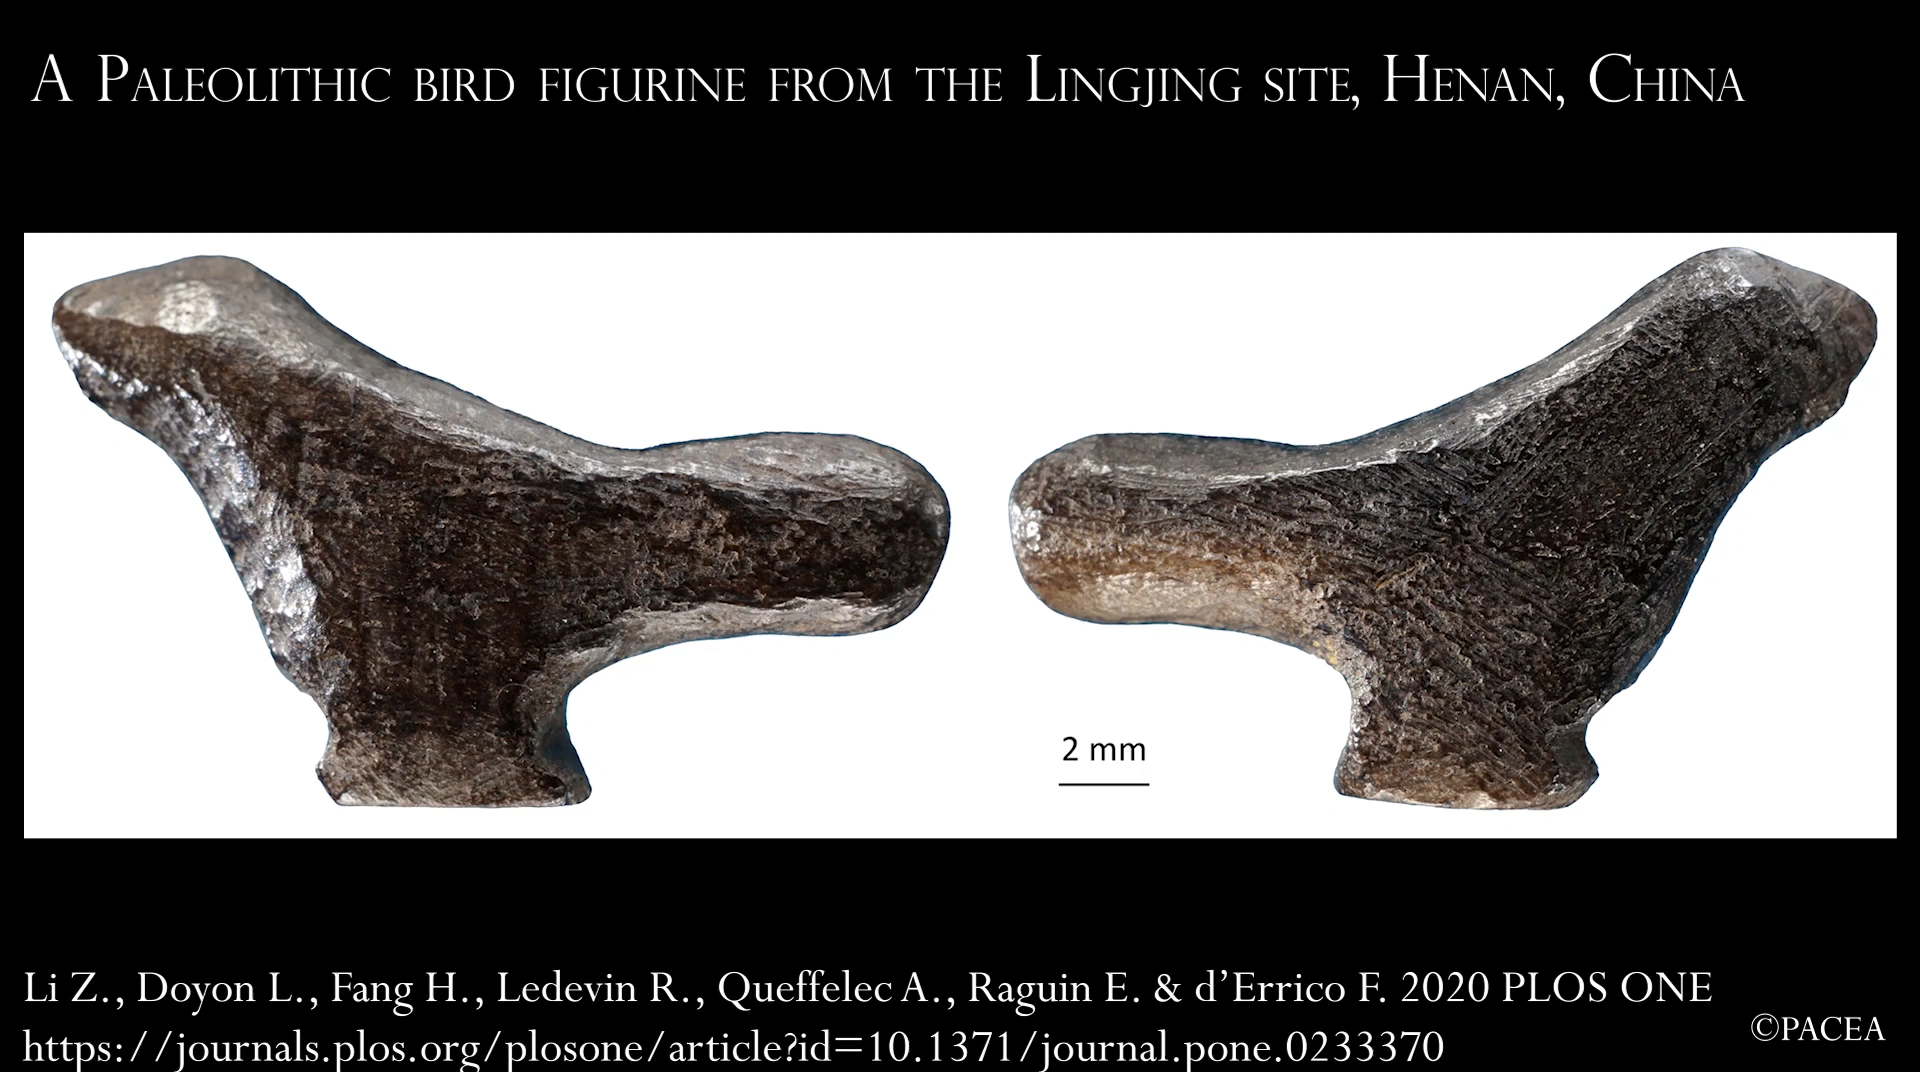 A Paleolithic bird figurine from the Lingjing site, Henan, China
2 mm
Li Z., Doyon L., Fang H., Ledevin R., Queffelec A., Raguin E. & d’Errico F. 2020 PLOS ONE
https://journals.plos.org/plosone/article?id=10.1371/journal.pone.0233370
©PACEA